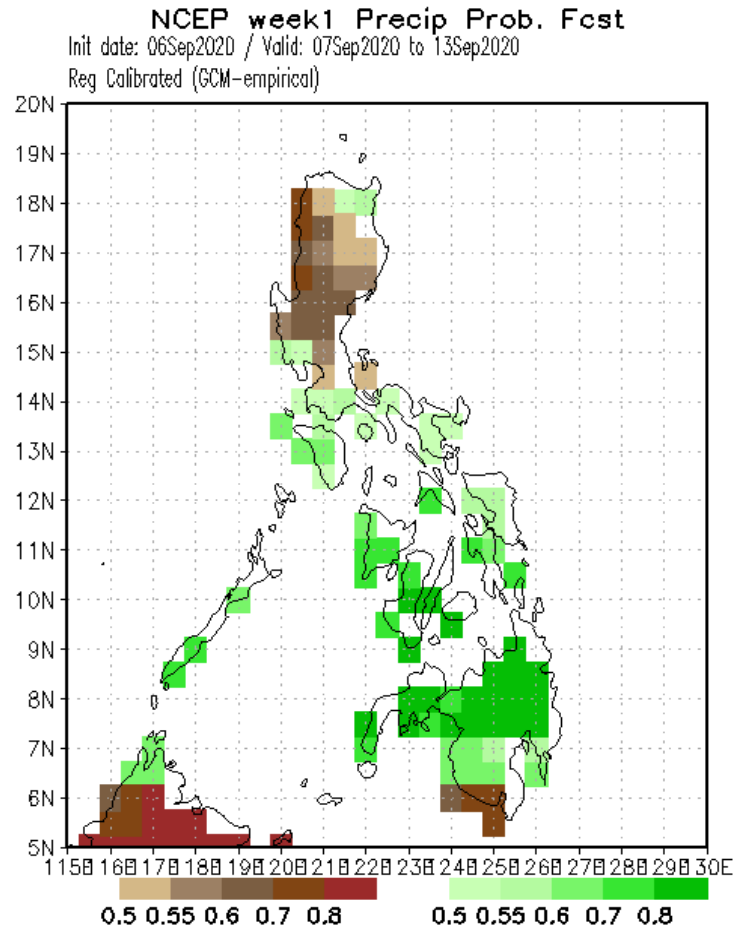 NCEP week1 Precip Prob. Fcst
Init date: 06Sep2020 / Valid: 07Sep2020 to 13Sep2020
Reg Calibrated (GCM-empirical)
20N
19N
18N
17N
16N
15N
14N
13N
12N
11N
10N
9N
8N
7N
6N
5N
115E 116E 117E 118E 119E 120E 121E 122E 123E 124E 125E 126E 127E 128E 129E 130E
0.5 0.55 0.6 0.7 0.8 0.5 0.55 0.6 0.7 0.8